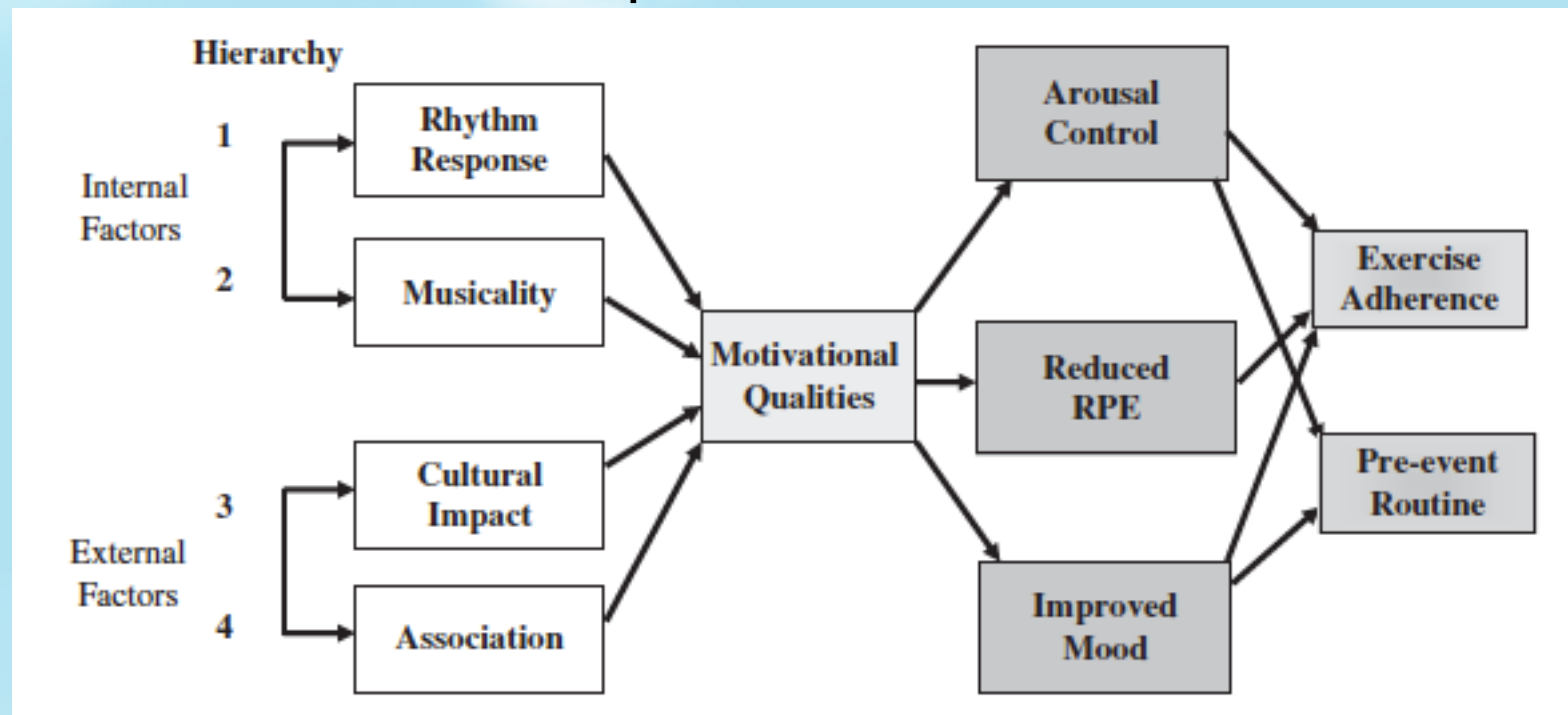 Hierarchy
1
Internal
Factors
2
3
External
Factors
4
Rhythm
Response
Musicality
Cultural
Impact
Association
Motivational
Qualities
Arousal
Control
Reduced
RPE
Improved
Mood
Exercise
Adherence
Pre-event
Routine